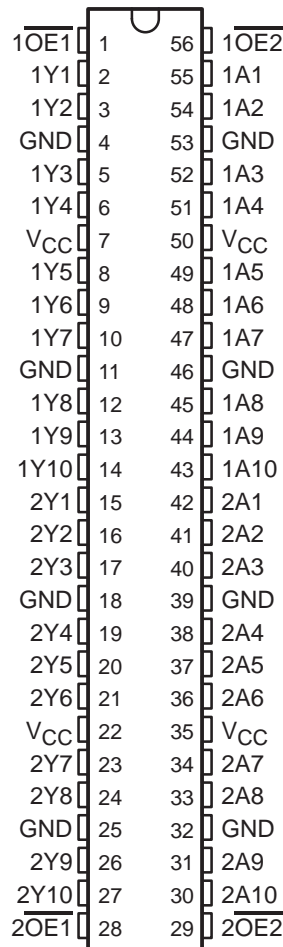 1OE1 1 56 1OE2
1Y1 2 55 1A1
1Y2 3 54 1A2
GND 4 53 GND
1Y3 5 52 1A3
1Y4 6 51 1A4
VCC 7 50 VCC
1Y5 8 49 1A5
1Y6 9 48 1A6
1Y7 10 47 1A7
GND 11 46 GND
1Y8 12 45 1A8
1Y9 13 44 1A9
1Y10 14 43 1A10
2Y1 15 42 2A1
2Y2 16 41 2A2
2Y3 17 40 2A3
GND 18 39 GND
2Y4 19 38 2A4
2Y5 20 37 2A5
2Y6 21 36 2A6
VCC 22 35 VCC
2Y7 23 34 2A7
2Y8 24 33 2A8
GND 25 32 GND
2Y9 26 31 2A9
2Y10 27 30 2A10
2OE1 28 29 2OE2